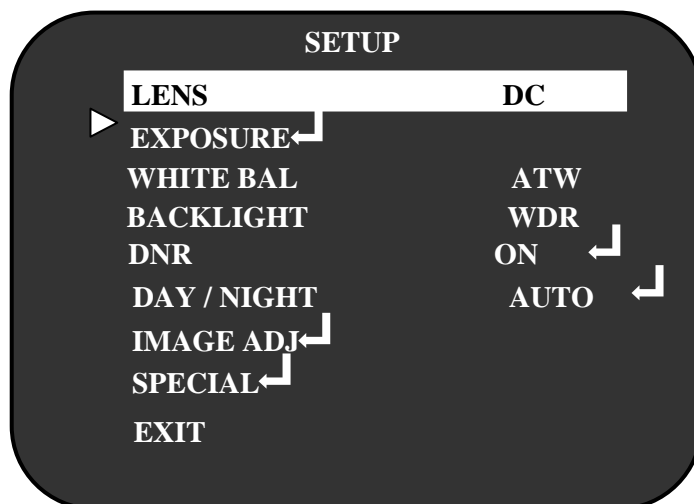 SETUP
LENS DC
EXPOSURE
WHITE BAL ATW
BACKLIGHT WDR
DNR ON
DAY / NIGHT AUTO
IMAGE ADJ
SPECIAL
EXIT